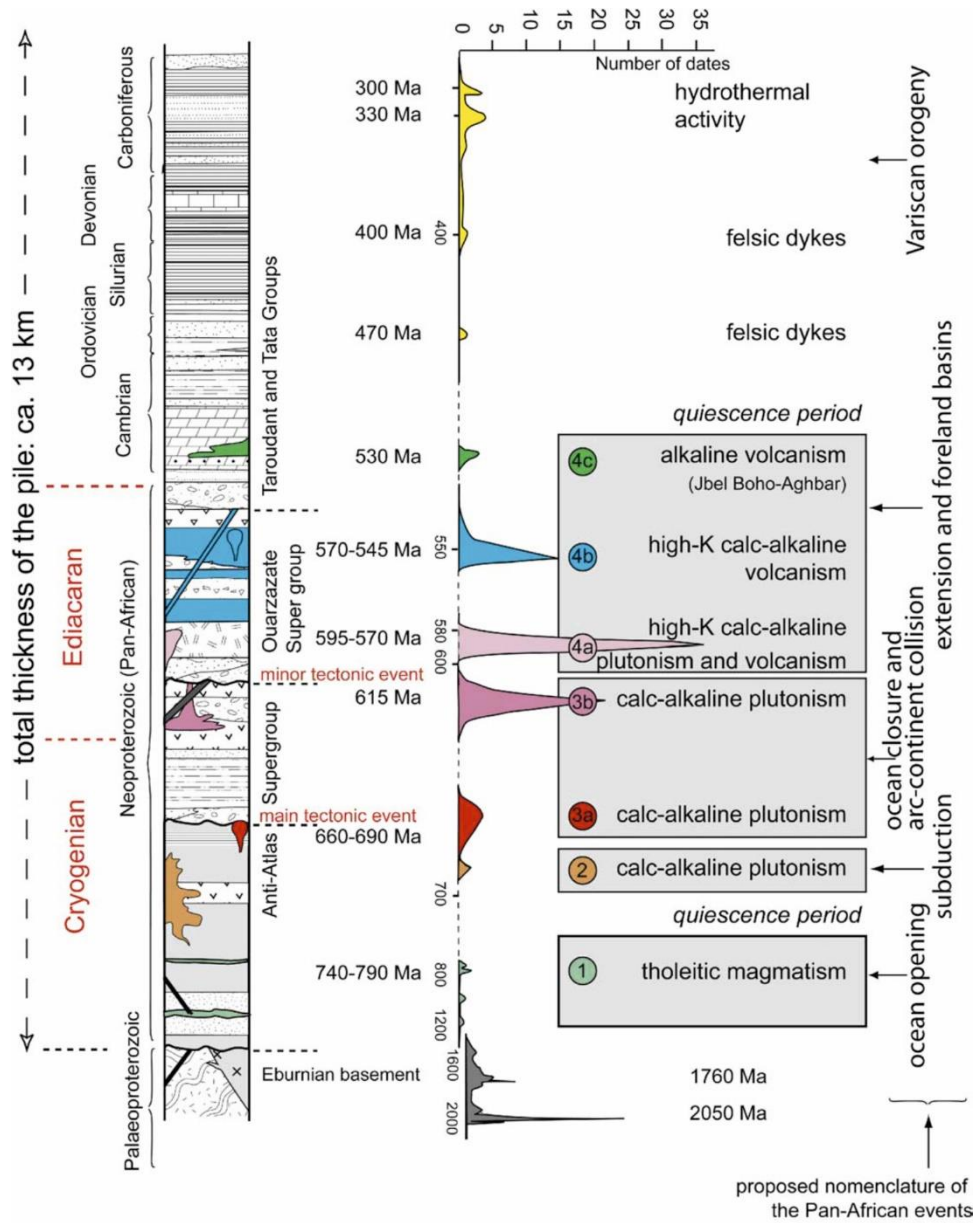 0 5 10 15 20 25 30 35
Number of dates
total thickness of the pile: ca. 13 km
Carboniferous
Devonian
Silurian
Ordovician
Cambrian
Ediacaran
Cryogenian
Neoproterozoic (Pan-African)
Palaeoproterozoic
Taroudant and Tata Groups
Ouarzazate
Super group
minor tectonic event
Supergroup
main tectonic event
Anti-Atlas
Eburnian basement
300 Ma
330 Ma
400 Ma
470 Ma
530 Ma
570-545 Ma
595-570 Ma
615 Ma
660-690 Ma
740-790 Ma
400
550
580
600
700
800
1200
1600
2000
hydrothermal
activity
felsic dykes
felsic dykes
quiescence period
4c
alkaline volcanism
(Jbel Boho-Aghbar)
4b
high-K calc-alkaline
volcanism
high-K calc-alkaline
4a
plutonism and volcanism
3b
calc-alkaline plutonism
3a
calc-alkaline plutonism
2
calc-alkaline plutonism
quiescence period
1
tholeitic magmatism
1760 Ma
2050 Ma
Variscan orogeny
extension and foreland basins
ocean closure and
arc-continent collision
subduction
ocean opening
proposed nomenclature of
the Pan-African events